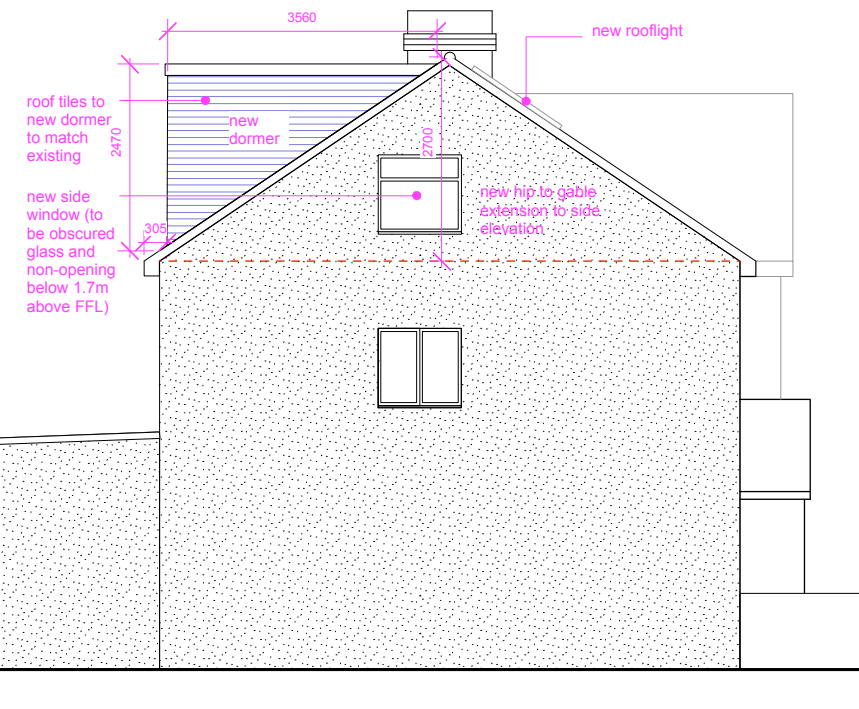 3560
new rooflight
roof tiles to
new dormer
to match
existing
2470
new
dormer
2700
new side
window (to
be obscured
glass and
non-opening
below 1.7m
above FFL)
305
new hip to gable
extension to side
elevation